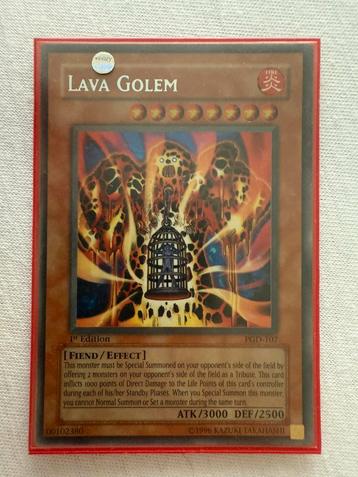 LAVA GOLEM
FIRE
炎
1st Edition
PGD-107
[FIEND/EFFECT]
This monster must be Special Summoned on your opponent's side of the field by
offering 2 monsters on your opponent's side of the field as a Tribute. This card
inflicts 1000 points of Direct Damage to the Life Points of this card's controller
during each of his/her Standby Phases. When you Special Summon this monster,
you cannot Normal Summon or Set a monster during the same turn.
ATK/3000 DEF/2500
00102380 ©1996 KAZUKI TAKAHASHI